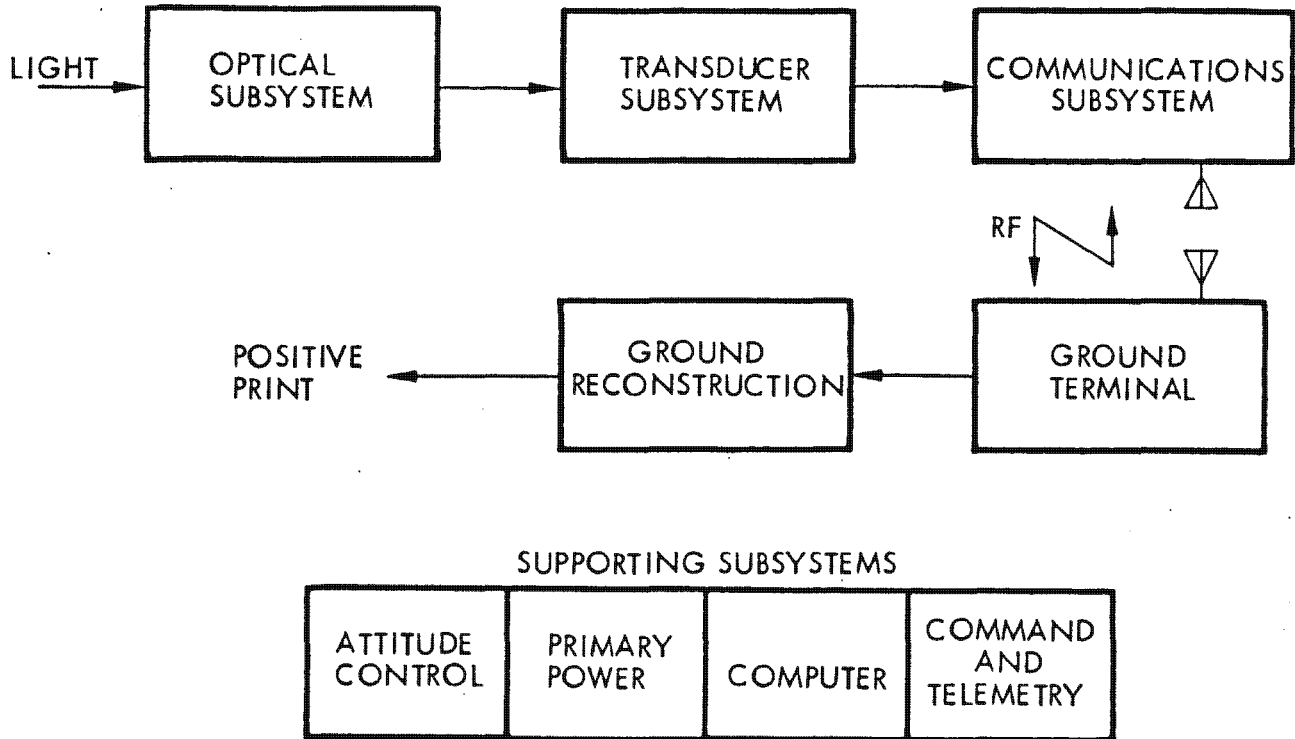 LIGHT
OPTICAL
SUBSYSTEM
TRANSDUCER
SUBSYSTEM
COMMUNICATIONS
SUBSYSTEM
RF
POSITIVE
PRINT
GROUND
RECONSTRUCTION
GROUND
TERMINAL
SUPPORTING SUBSYSTEMS
ATTITUDE
CONTROL
PRIMARY
POWER
COMPUTER
COMMAND
AND
TELEMETRY